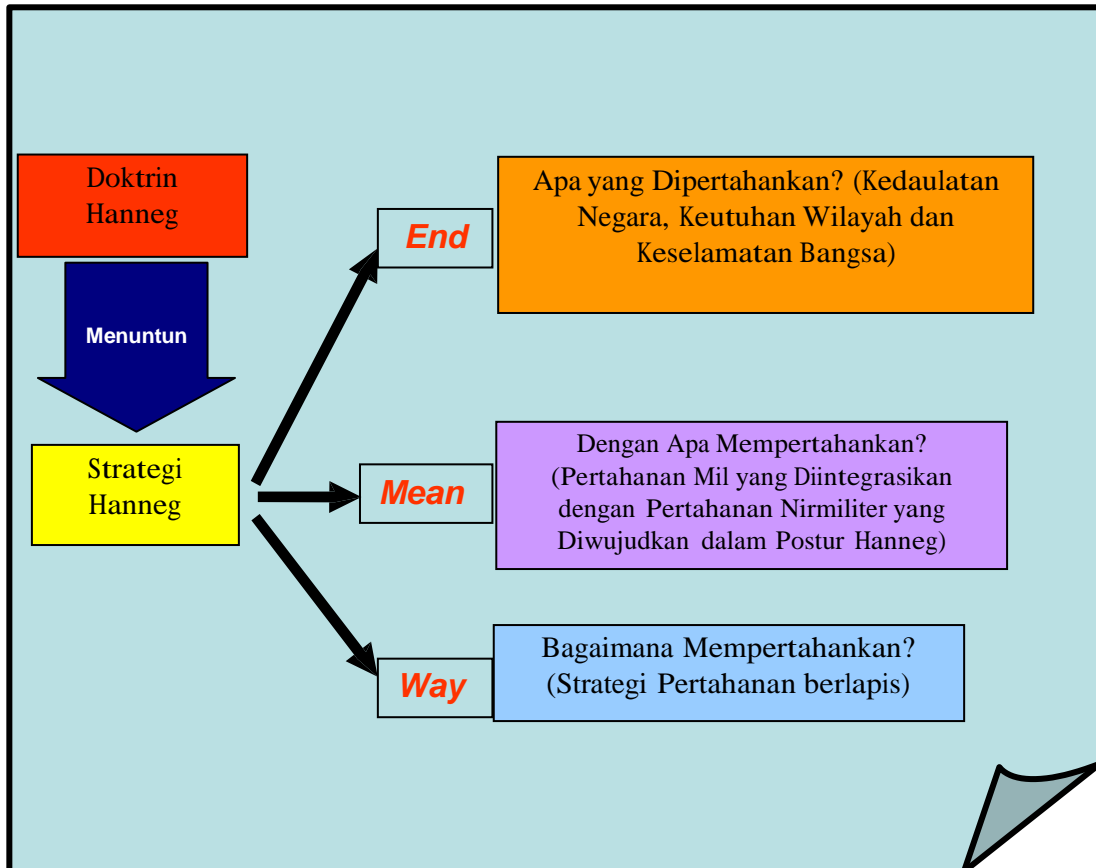 Doktrin
Hanneg
Menuntun
Strategi
Hanneg
End
Apa yang Dipertahankan? (Kedaulatan
Negara, Keutuhan Wilayah dan
Keselamatan Bangsa)
Mean
Dengan Apa Mempertahankan?
(Pertahanan Mil yang Diintegrasikan
dengan Pertahanan Nirmiliter yang
Diwujudkan dalam Postur Hanneg)
Way
Bagaimana Mempertahankan?
(Strategi Pertahanan berlapis)